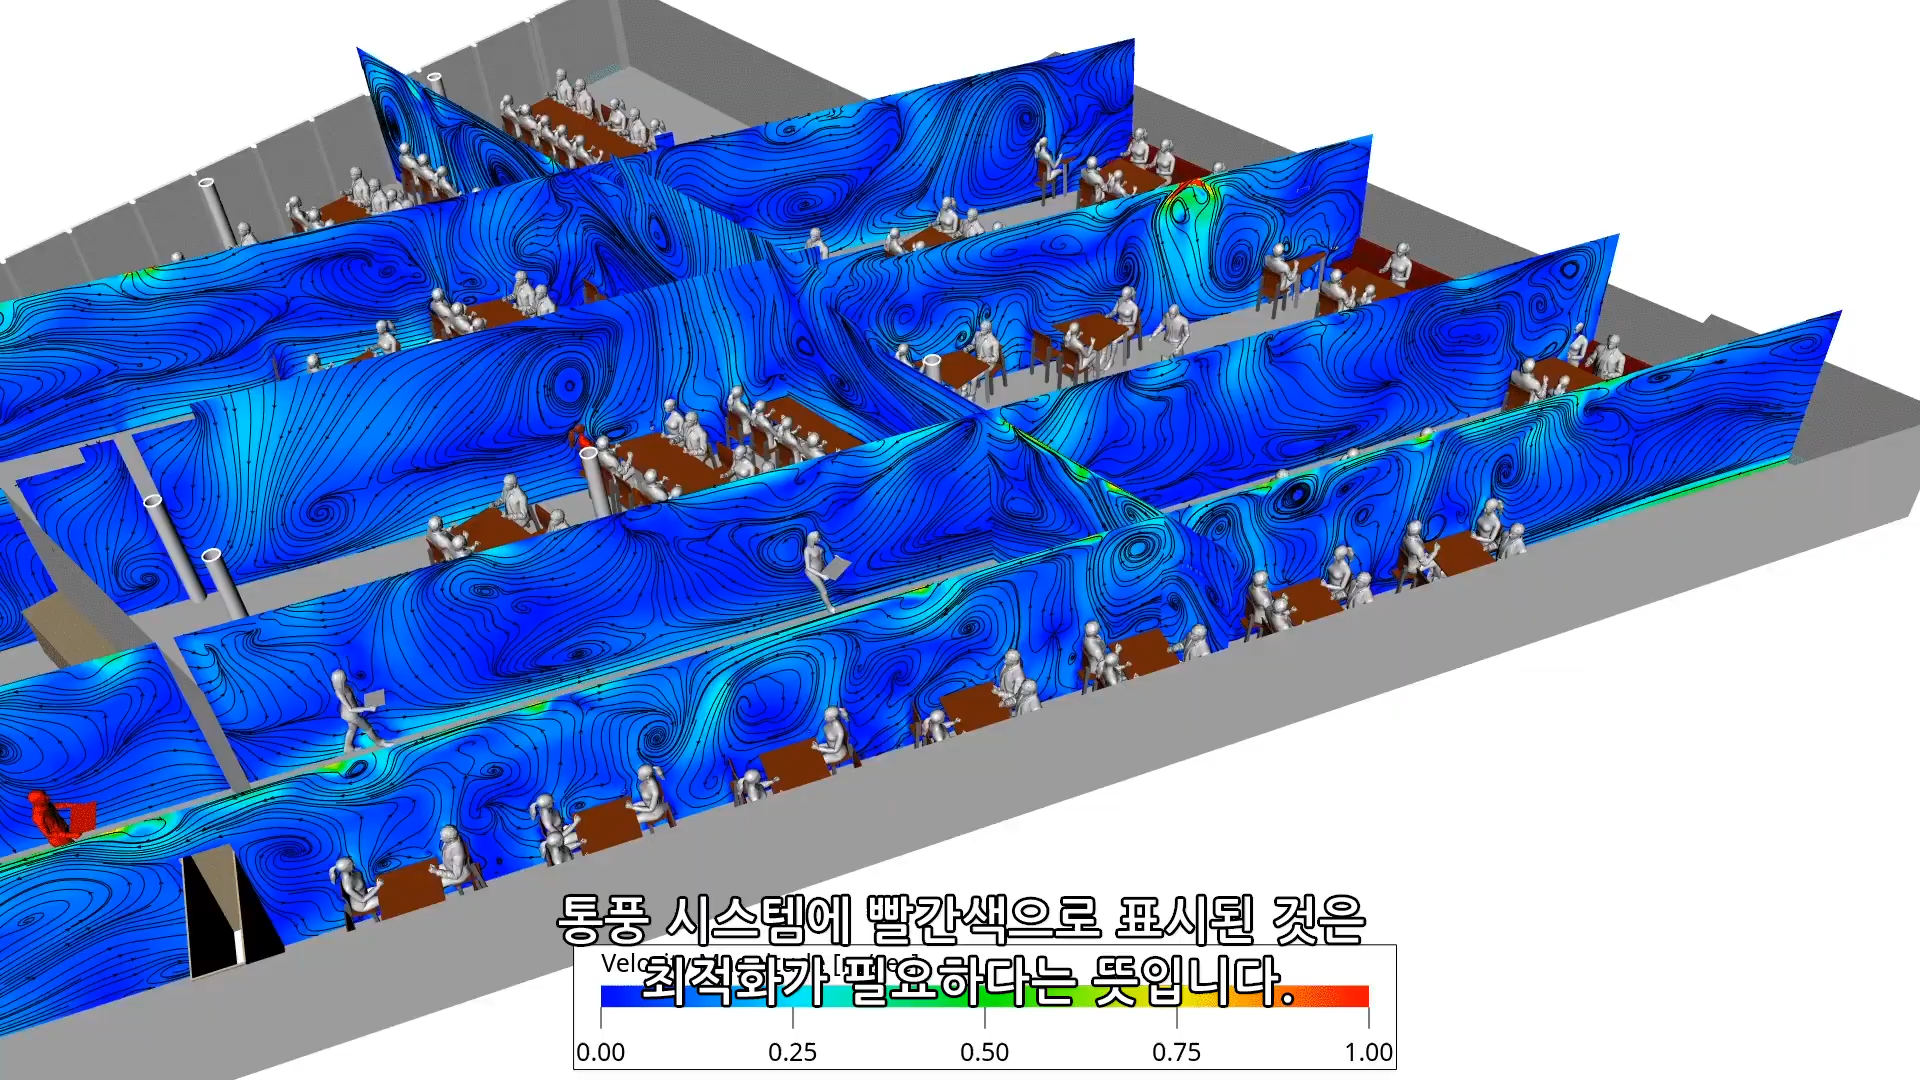 통풍 시스템에 빨간색으로 표시된 것은
최적화가 필요하다는 뜻입니다.
0.00 0.25 0.50 0.75 1.00